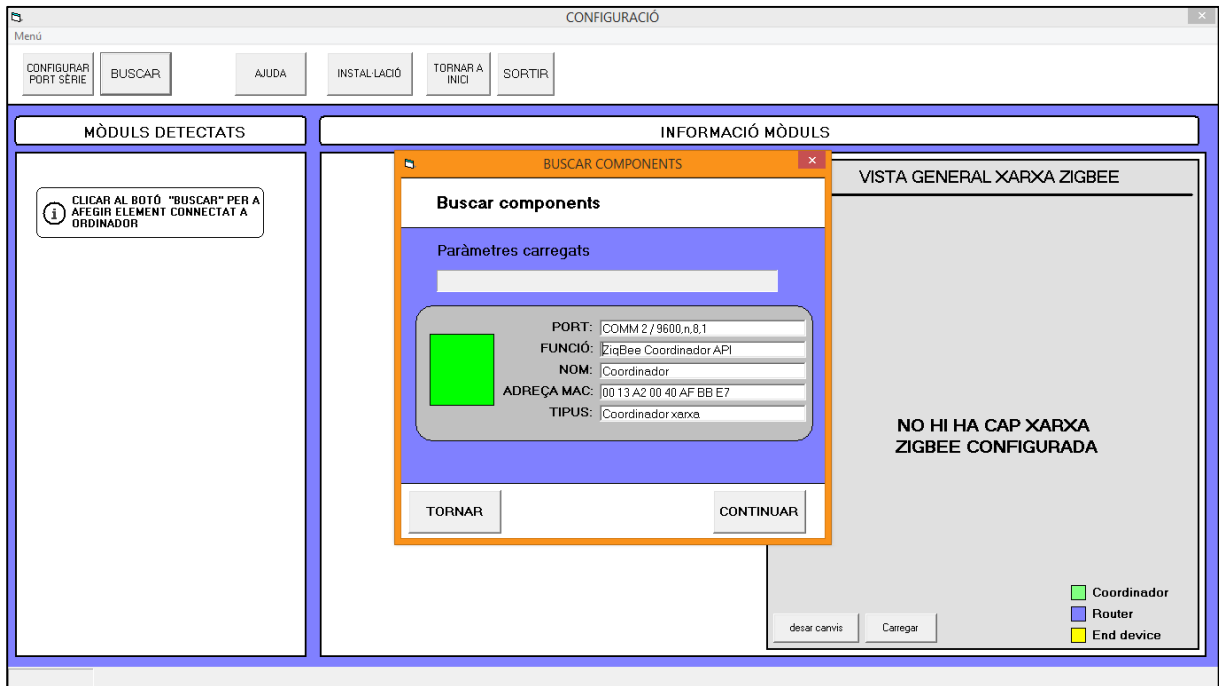 CONFIGURACIÓ
Menú
CONFIGURAR
PORT SÈRIE
BUSCAR
AJUDA
INSTAL·LACIÓ
TORNAR A
INICI
SORTIR
MÒDULS DETECTATS
INFORMACIÓ MÒDULS
CLICAR AL BOTÓ "BUSCAR" PER A
AFEGIR ELEMENT CONNECTAT A
ORDINADOR
BUSCAR COMPONENTS
Buscar components
Paràmetres carregats
PORT: COMM 2 / 9600,n,8,1
FUNCIÓ: ZigBee Coordinador API
NOM: Coordinador
ADREÇA MAC: 00 13 A2 00 40 AF BB E7
TIPUS: Coordinador xarxa
TORNAR
CONTINUAR
VISTA GENERAL XARXA ZIGBEE
NO HI HA CAP XARXA
ZIGBEE CONFIGURADA
Coordinador
Router
End device
desar canvis
Carregar